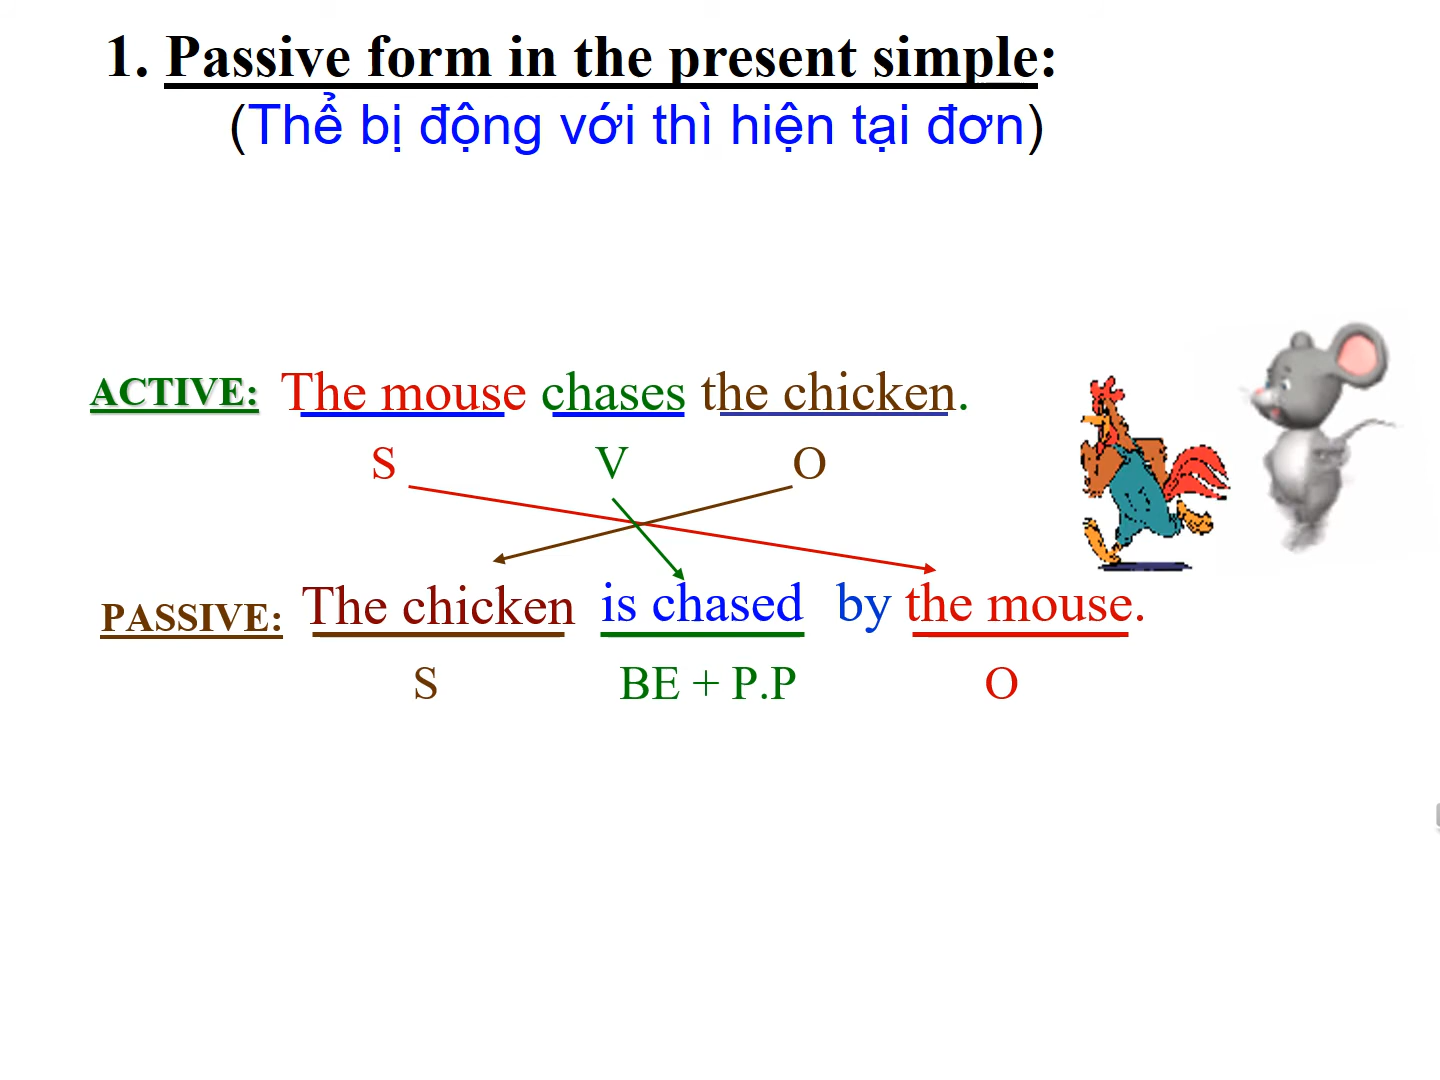 1. Passive form in the present simple:
(Thể bị động với thì hiện tại đơn)
ACTIVE: The mouse chases the chicken.
S V O
PASSIVE: The chicken is chased by the mouse.
S BE + P.P O